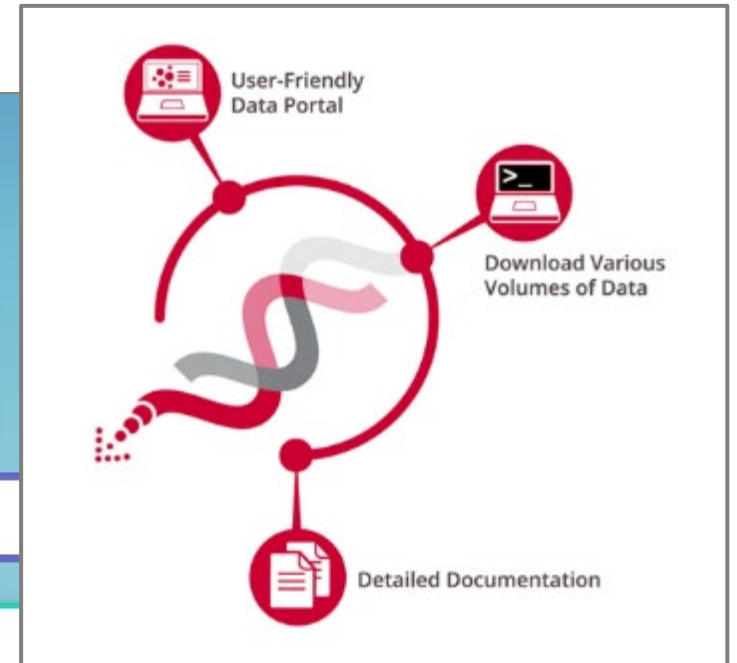 User-Friendly
Data Portal
>_
Download Various
Volumes of Data
Detailed Documentation